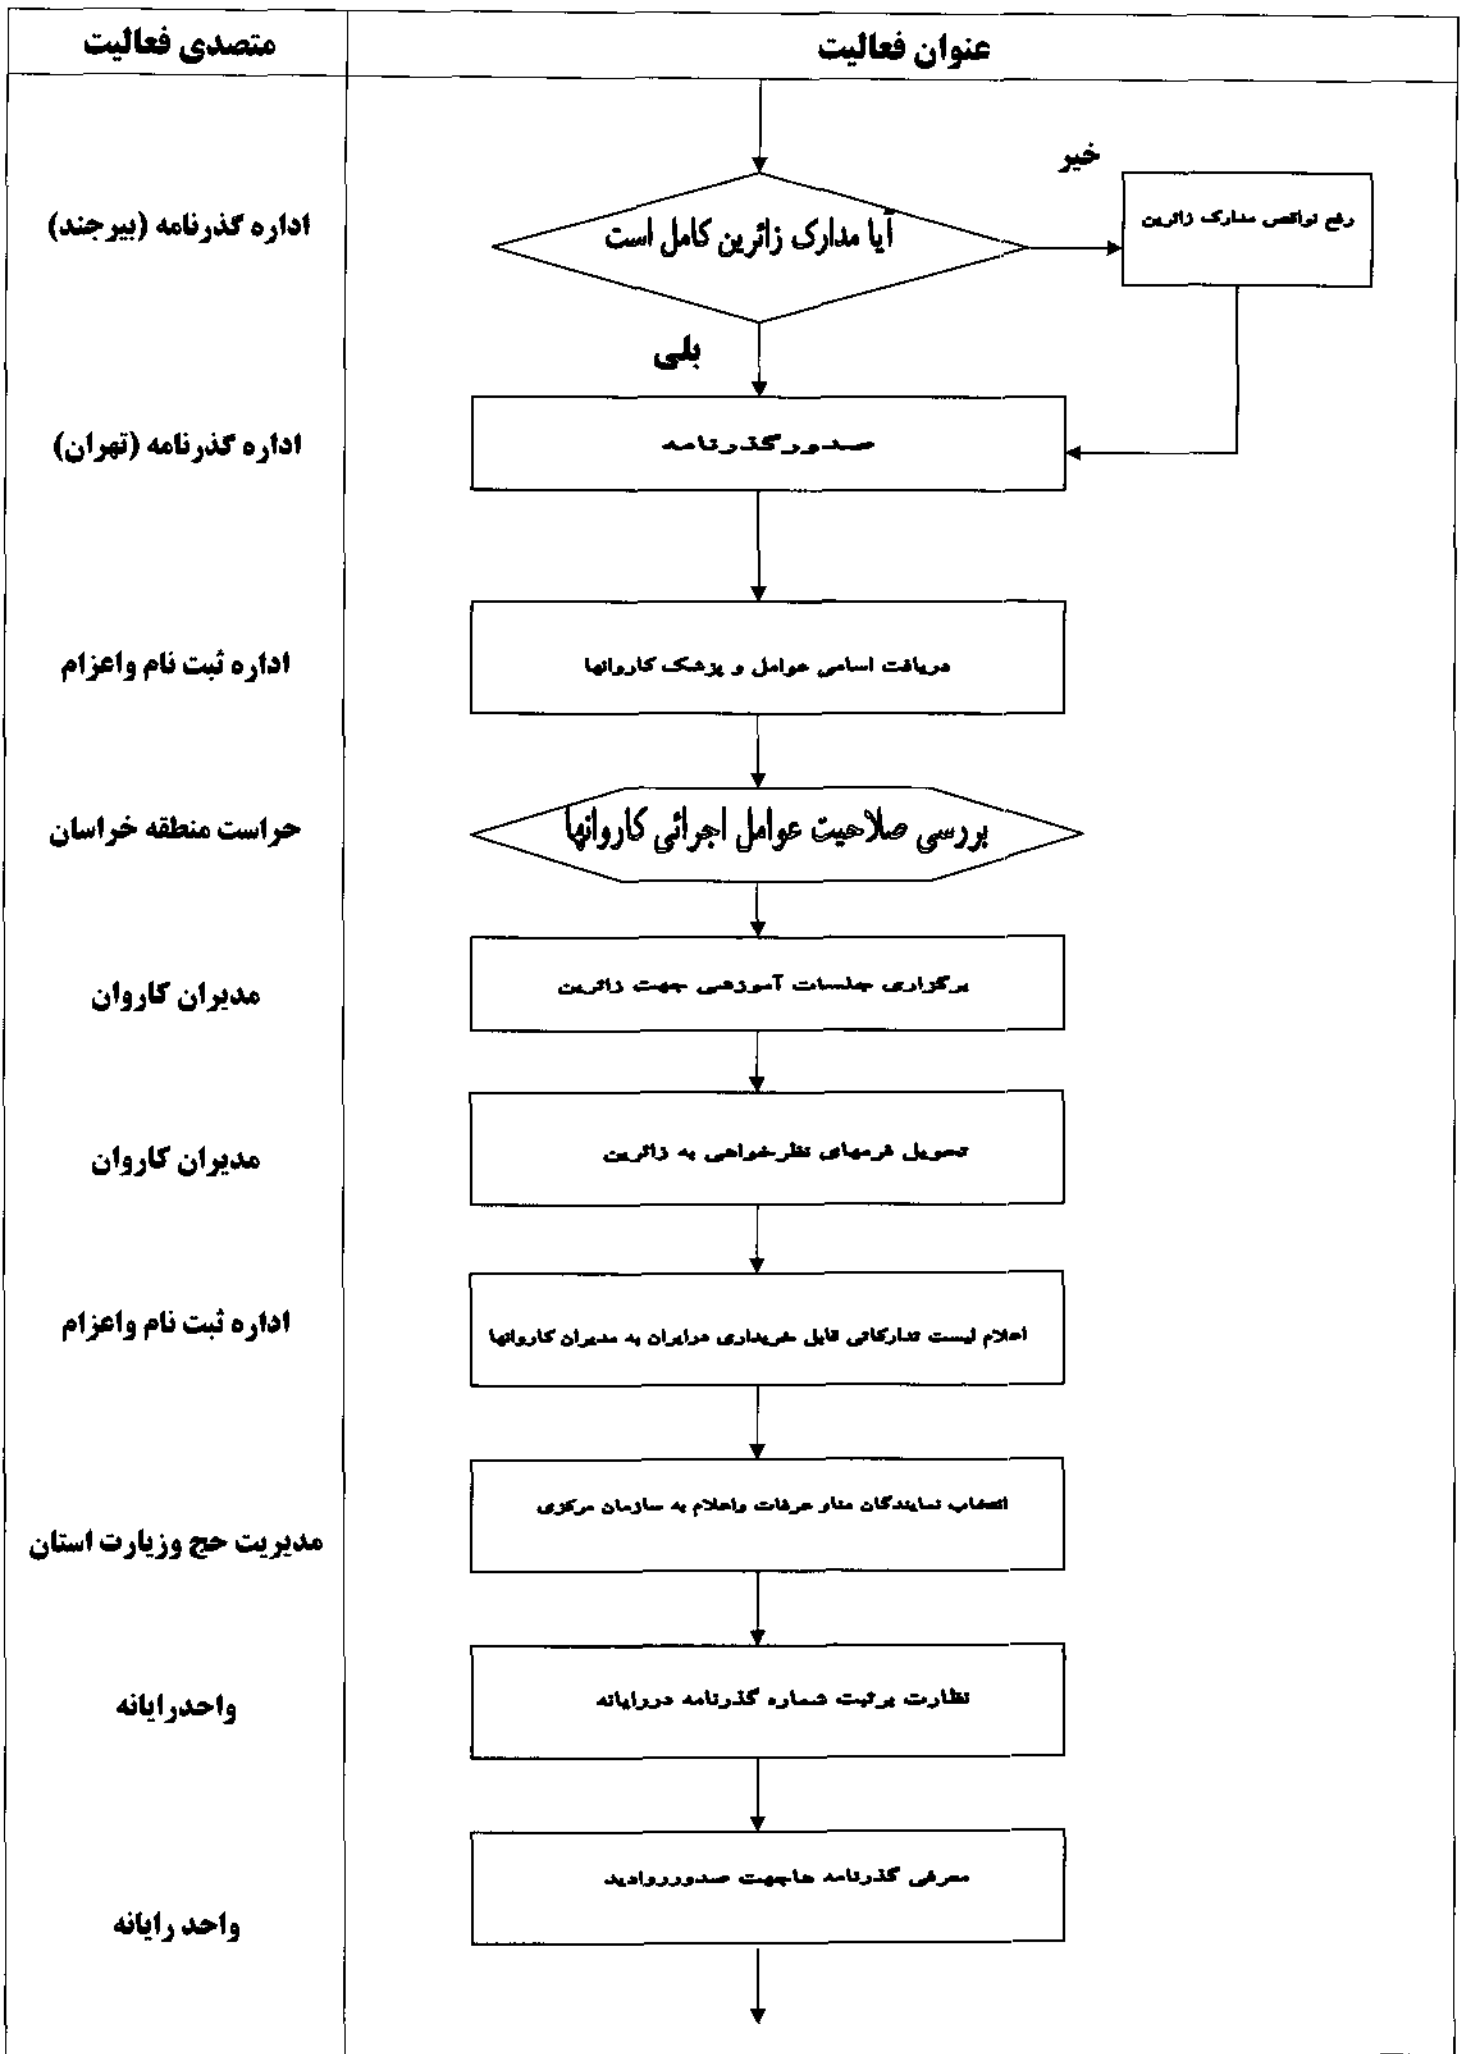 عنوان فعالیت
متصدی فعالیت
خیر
آیا مدارک زائرین کامل است
رفع نواقص مدارک زائرین
اداره گذرنامه (بیرجند)
بلی
صدورگذرنامه
اداره گذرنامه (تهران)
دریافت اسامی عوامل و پزشک کاروانها
اداره ثبت نام واعزام
بررسی صلاحیت عوامل اجرائی کاروانها
حراست منطقه خراسان
برگزاری جلسات آموزشی جهت زائرین
مدیران کاروان
تحویل فرمهای نظرخواهی به زائرین
مدیران کاروان
اعلام لیست تدارکاتی قابل خریداری درایران به مدیران کاروانها
اداره ثبت نام واعزام
انتخاب نمایندگان مناو عرفات واعلام به سازمان مرکزی
مدیریت حج وزیارت استان
نظارت برثبت شماره گذرنامه دررایانه
واحدرایانه
معرفی گذرنامه هاجهت صدورروادید
واحد رایانه